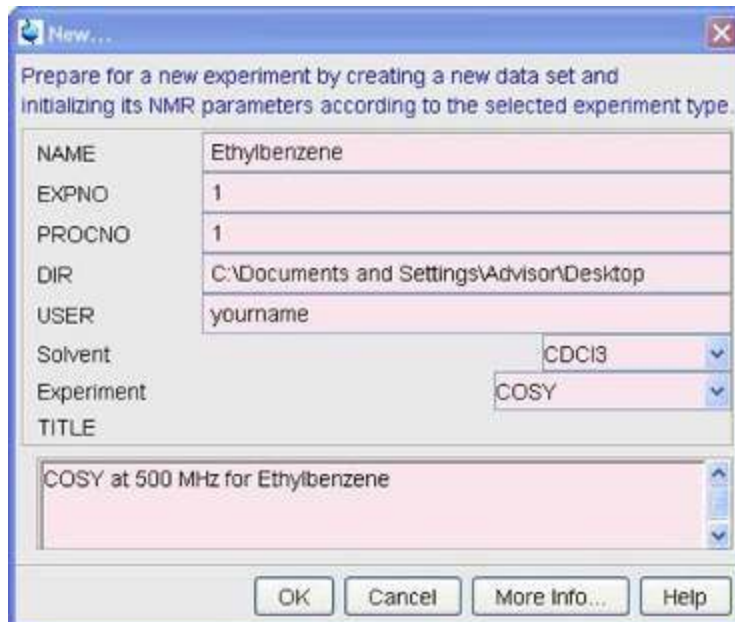 New...
Prepare for a new experiment by creating a new data set and
initializing its NMR parameters according to the selected experiment type.
NAME Ethylbenzene
EXPNO 1
PROCNO 1
DIR C:\Documents and Settings\Advisor\Desktop
USER yourname
Solvent CDCl3
Experiment COSY
TITLE
COSY at 500 MHz for Ethylbenzene
OK Cancel More Info... Help